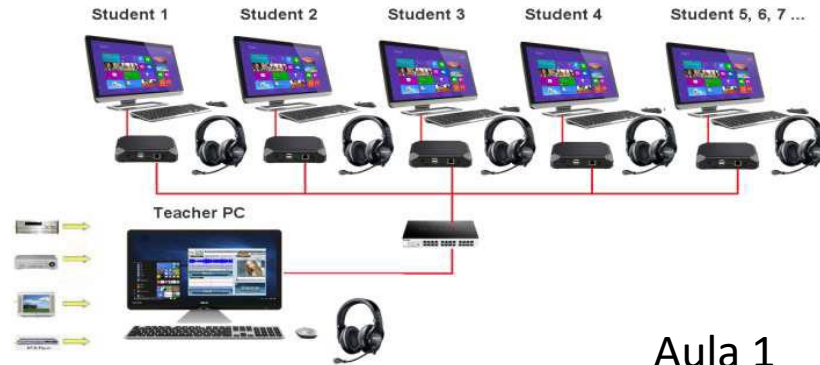 Student 1
Student 2
Student 3
Student 4
Student 5, 6, 7 ...
Teacher PC
Aula 1